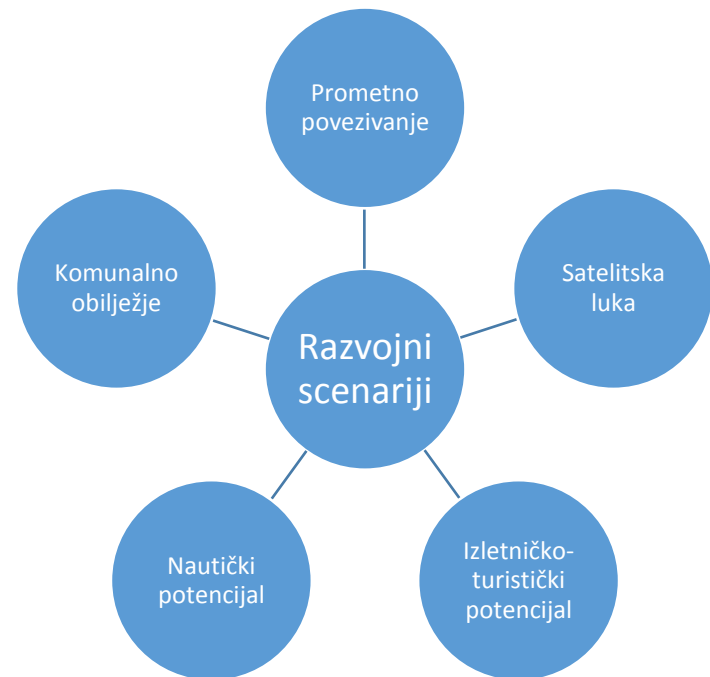 Prometno
povezivanje
Komunalno
obilježje
Satelitska
luka
Razvojni
scenariji
Nautički
potencijal
Izletničko-
turistički
potencijal